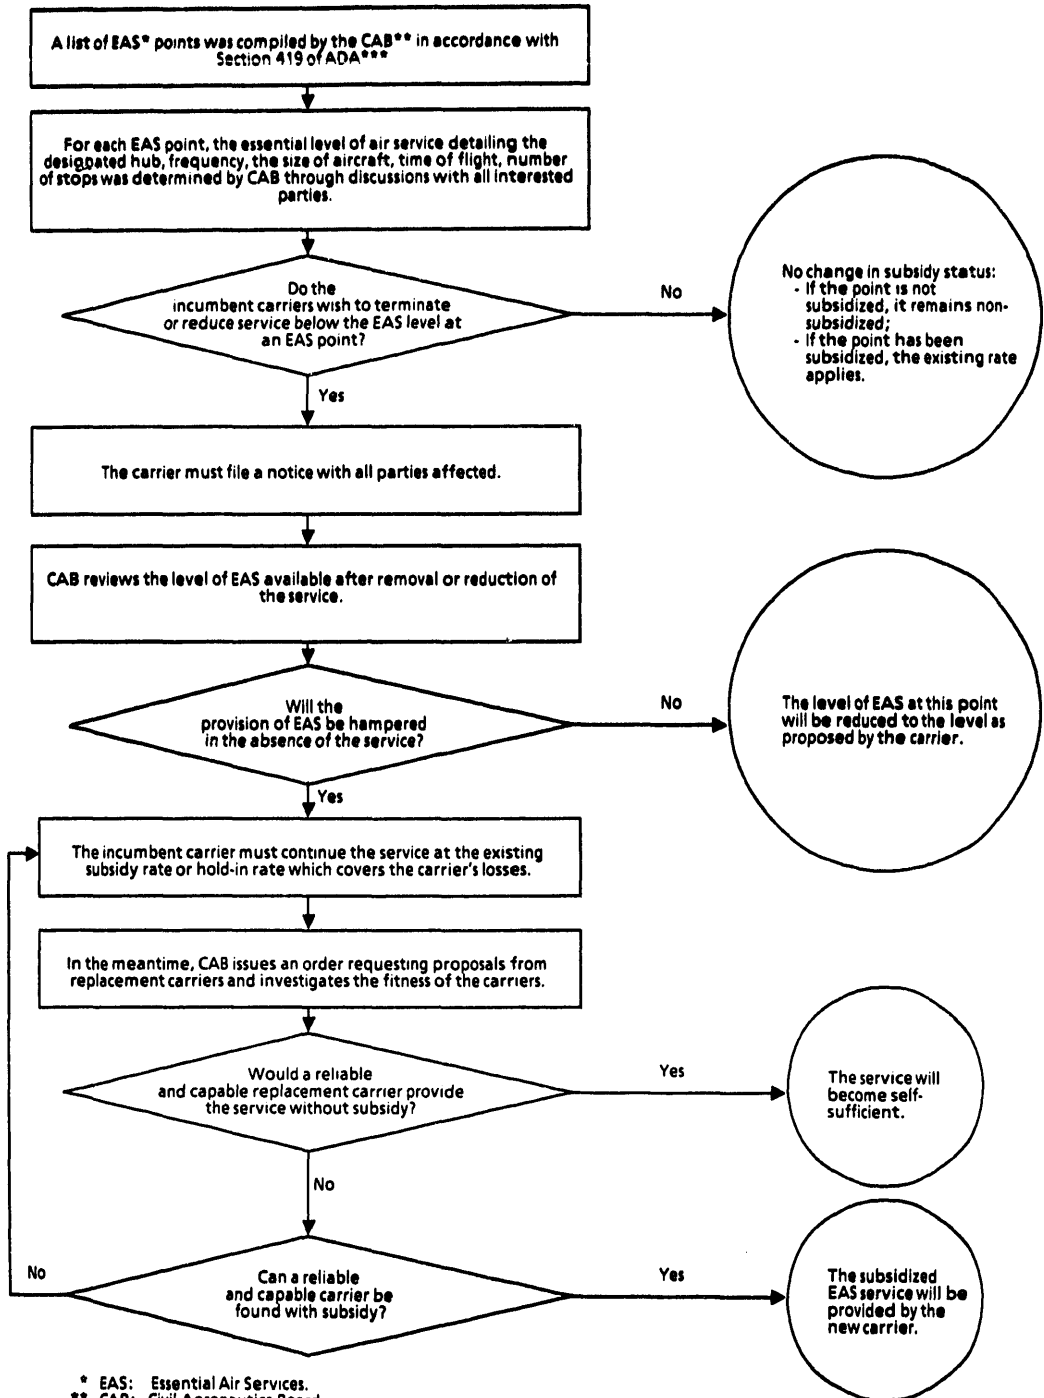 A list of EAS* points was compiled by the CAB** in accordance with
Section 419 of ADA***
For each EAS point, the essential level of air service detailing the
designated hub, frequency, the size of aircraft, time of flight, number
of stops was determined by CAB through discussions with all interested
parties.
Do the
incumbent carriers wish to terminate
or reduce service below the EAS level at
an EAS point?
No
No change in subsidy status:
- If the point is not
subsidized, it remains non-
subsidized;
- If the point has been
subsidized, the existing rate
applies.
Yes
The carrier must file a notice with all parties affected.
CAB reviews the level of EAS available after removal or reduction of
the service.
Will the
provision of EAS be hampered
in the absence of the service?
No
The level of EAS at this point
will be reduced to the level as
proposed by the carrier.
Yes
The incumbent carrier must continue the service at the existing
subsidy rate or hold-in rate which covers the carrier's losses.
In the meantime, CAB issues an order requesting proposals from
replacement carriers and investigates the fitness of the carriers.
Would a reliable
and capable replacement carrier provide
the service without subsidy?
Yes
The service will
become self-
sufficient.
No
Can a reliable
and capable carrier be
found with subsidy?
No
Yes
The subsidized
EAS service will be
provided by the
new carrier.
* EAS: Essential Air Services.
** CAB: Civil Aeronautics Board